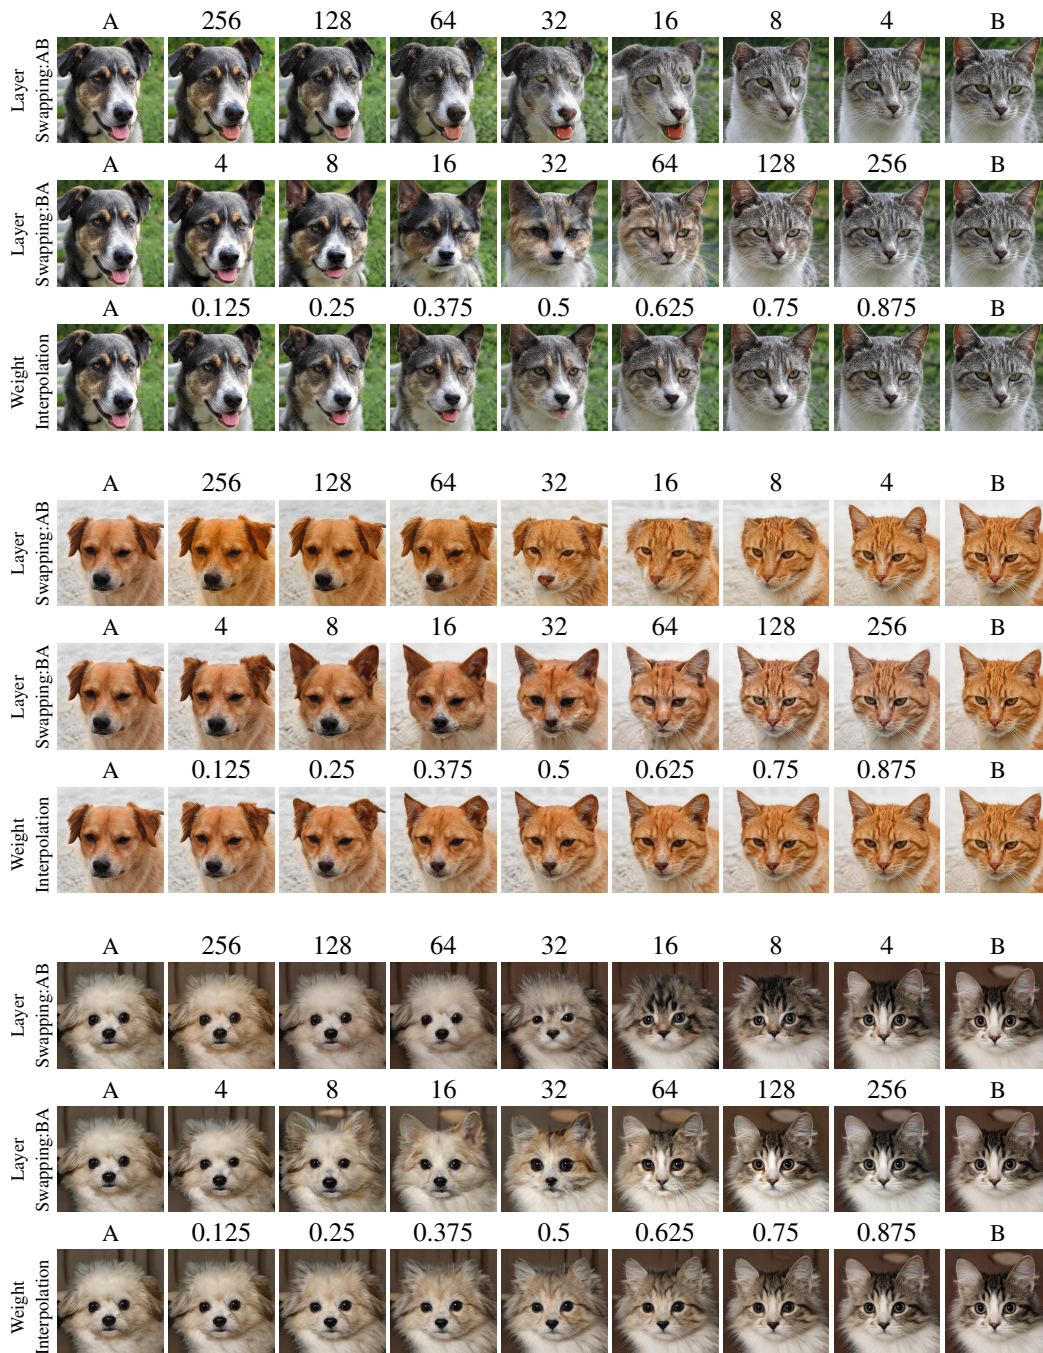 A 256 128 64 32 16 8 4 B
Layer
Swapping:AB
A 4 8 16 32 64 128 256 B
Layer
Swapping:BA
A 0.125 0.25 0.375 0.5 0.625 0.75 0.875 B
Weight
Interpolation
A 256 128 64 32 16 8 4 B
Layer
Swapping:AB
A 4 8 16 32 64 128 256 B
Layer
Swapping:BA
A 0.125 0.25 0.375 0.5 0.625 0.75 0.875 B
Weight
Interpolation
A 256 128 64 32 16 8 4 B
Layer
Swapping:AB
A 4 8 16 32 64 128 256 B
Layer
Swapping:BA
A 0.125 0.25 0.375 0.5 0.625 0.75 0.875 B
Weight
Interpolation